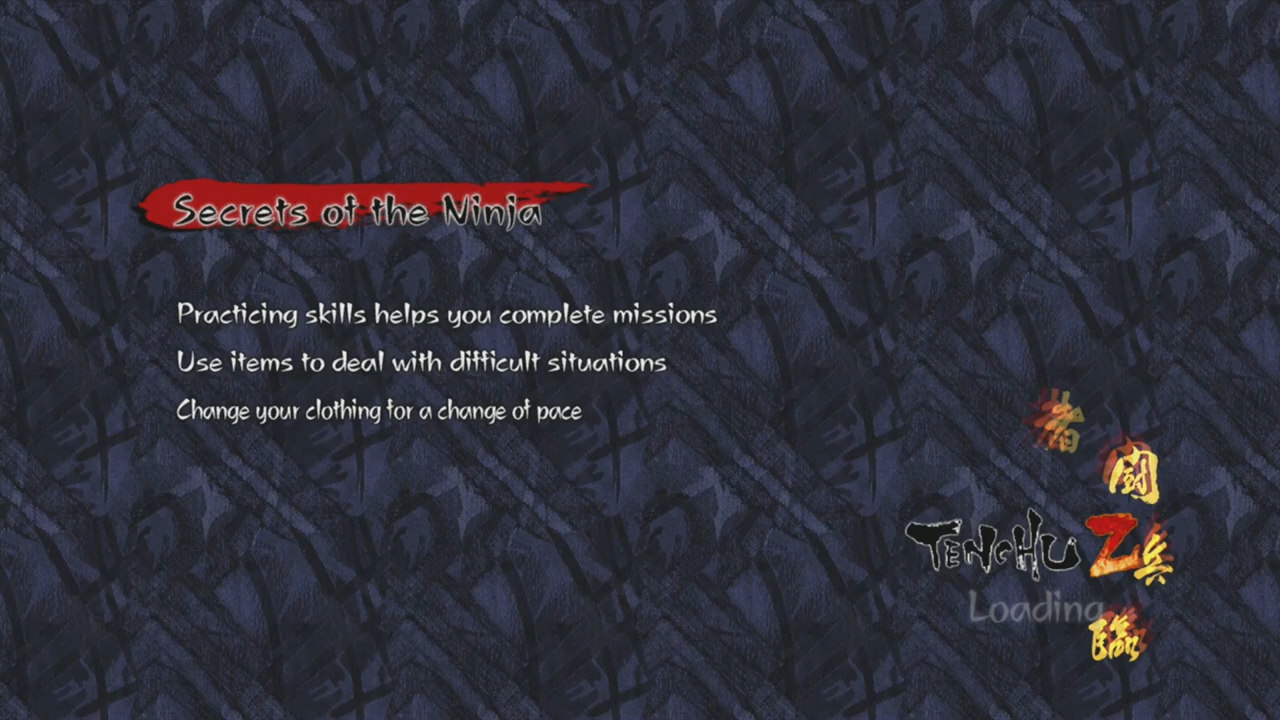 Secrets of the Ninja
Practicing skills helps you complete missions
Use items to deal with difficult situations
Change your clothing for a change of pace
者
闘
TENCHU Z 兵
Loading
臨